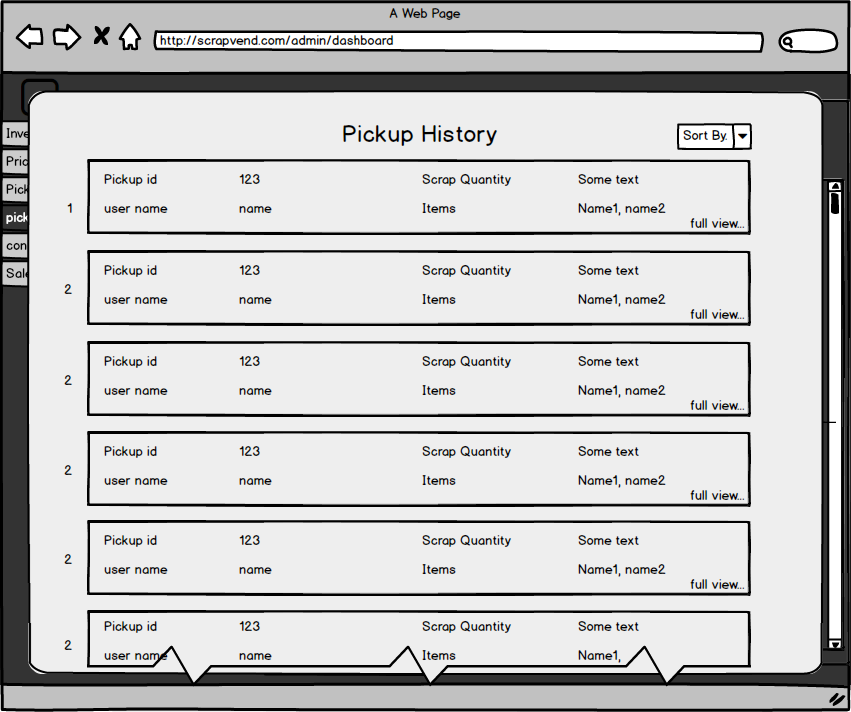 A Web Page
http://scrapvend.com/admin/dashboard
Pickup History
Sort By.
Inve
Pric
Pick
pick
con
Sale
1
Pickup id 123 Scrap Quantity Some text
user name name Items Name1, name2
full view...
2
Pickup id 123 Scrap Quantity Some text
user name name Items Name1, name2
full view...
2
Pickup id 123 Scrap Quantity Some text
user name name Items Name1, name2
full view...
2
Pickup id 123 Scrap Quantity Some text
user name name Items Name1, name2
full view...
2
Pickup id 123 Scrap Quantity Some text
user name name Items Name1, name2
full view...
2
Pickup id 123 Scrap Quantity Some text
user name name Items Name1,